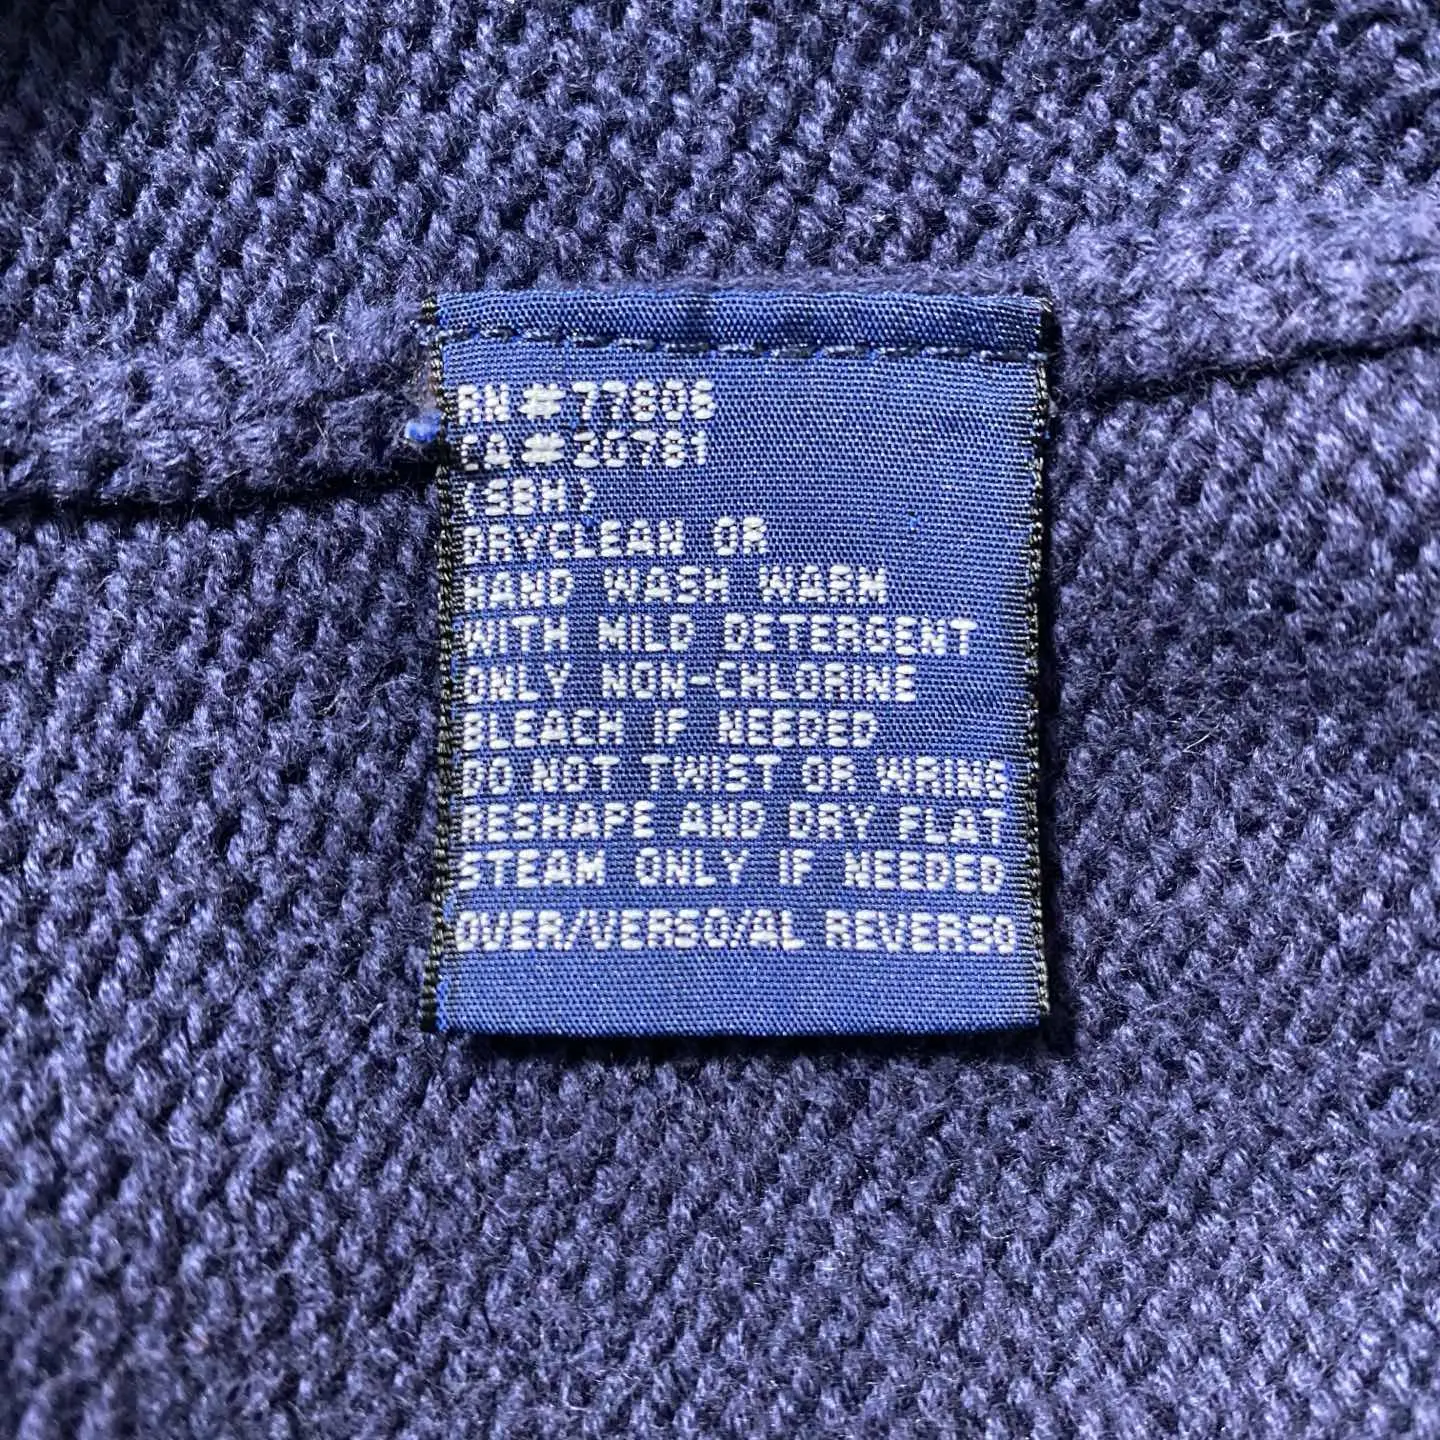 RN#77806
CA#20781
(SBH)
DRYCLEAN OR
HAND WASH WARM
WITH MILD DETERGENT
ONLY NON-CHLORINE
BLEACH IF NEEDED
DO NOT TWIST OR WRING
RESHAPE AND DRY FLAT
STEAM ONLY IF NEEDED
OVER/VERSO/AL REVERSO